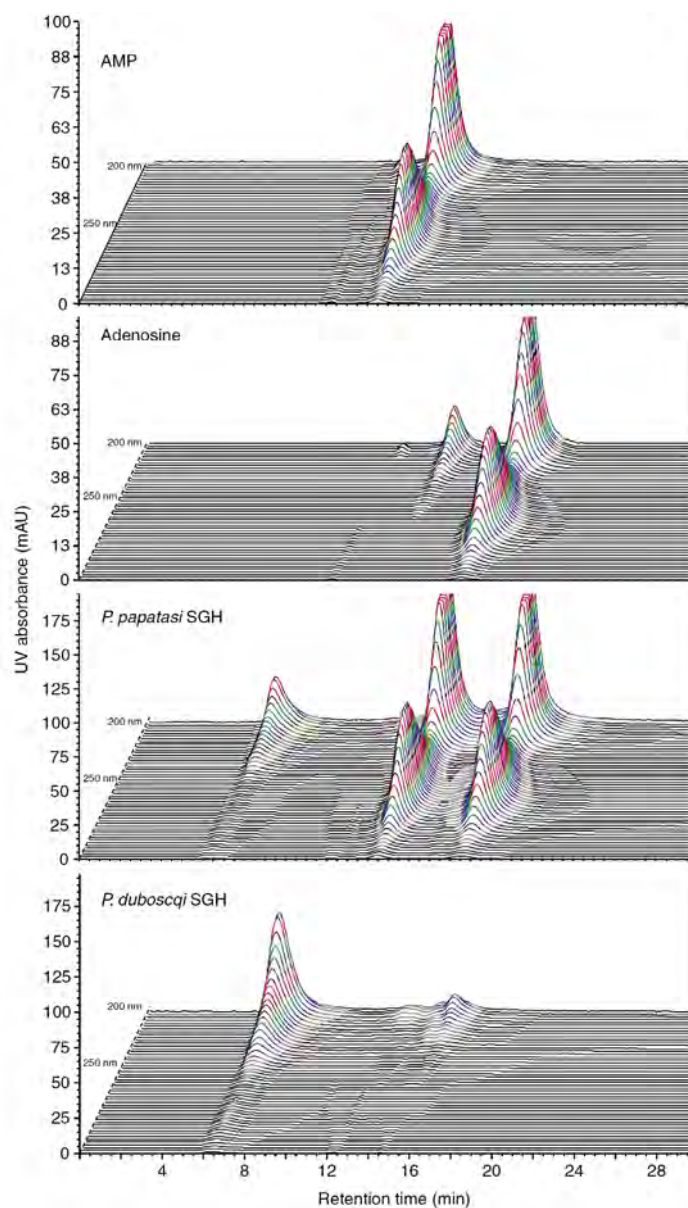 100
88
AMP
75
63
50
200 nm
38
250 nm
25
13
0
Adenosine
88
75
63
50
200 nm
38
250 nm
25
13
0
UV absorbance (mAU)
P. papatasi SGH
175
150
125
100
200 nm
75
250 nm
50
25
0
P. duboscqi SGH
175
150
125
100
200 nm
75
250 nm
50
25
0
4 8 12 16 20 24 28
Retention time (min)